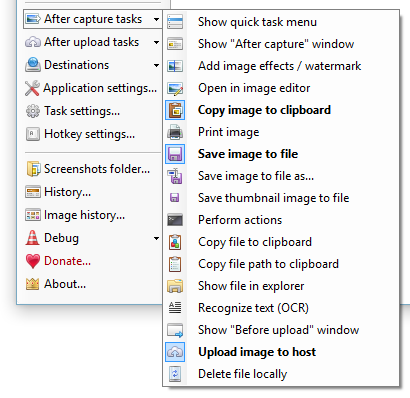 After capture tasks
After upload tasks
Destinations
Application settings...
Task settings...
Hotkey settings...
Screenshots folder...
History...
Image history...
Debug
Donate...
About...
Show quick task menu
Show "After capture" window
Add image effects / watermark
Open in image editor
Copy image to clipboard
Print image
Save image to file
Save image to file as...
Save thumbnail image to file
Perform actions
Copy file to clipboard
Copy file path to clipboard
Show file in explorer
Recognize text (OCR)
Show "Before upload" window
Upload image to host
Delete file locally